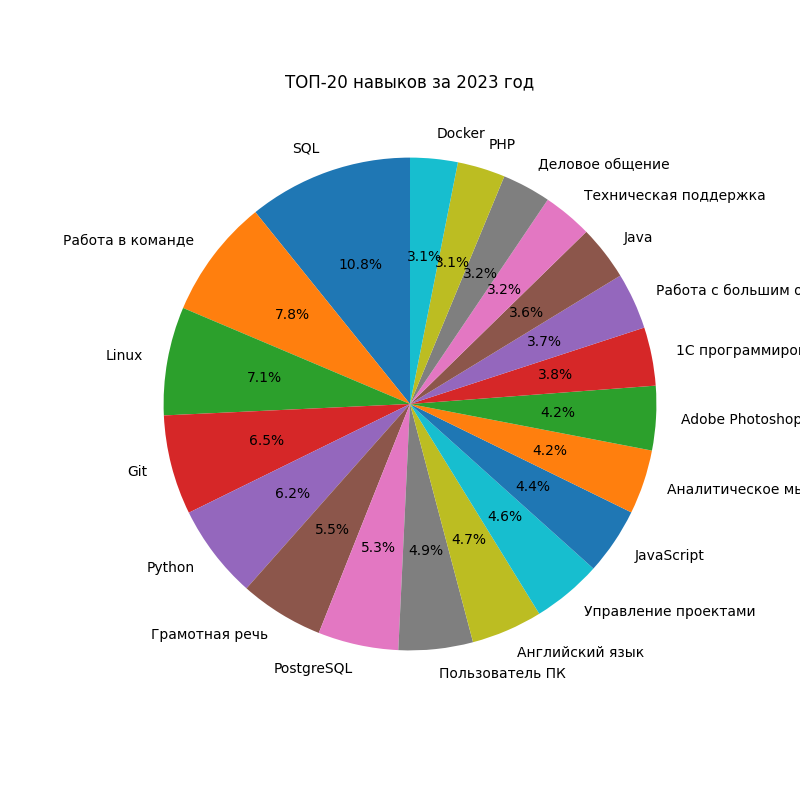 ТОП-20 навыков за 2023 год
SQL
10.8%
Работа в команде
7.8%
Linux
7.1%
Git
6.5%
Python
6.2%
Грамотная речь
5.5%
PostgreSQL
5.3%
Пользователь ПК
4.9%
Английский язык
4.7%
Управление проектами
4.6%
JavaScript
4.4%
Аналитическое
4.2%
Adobe Photoshop
4.2%
1С
3.8%
Работа с большим
3.7%
Java
3.6%
Техническая поддержка
3.2%
Деловое общение
3.2%
PHP
3.1%
Docker
3.1%